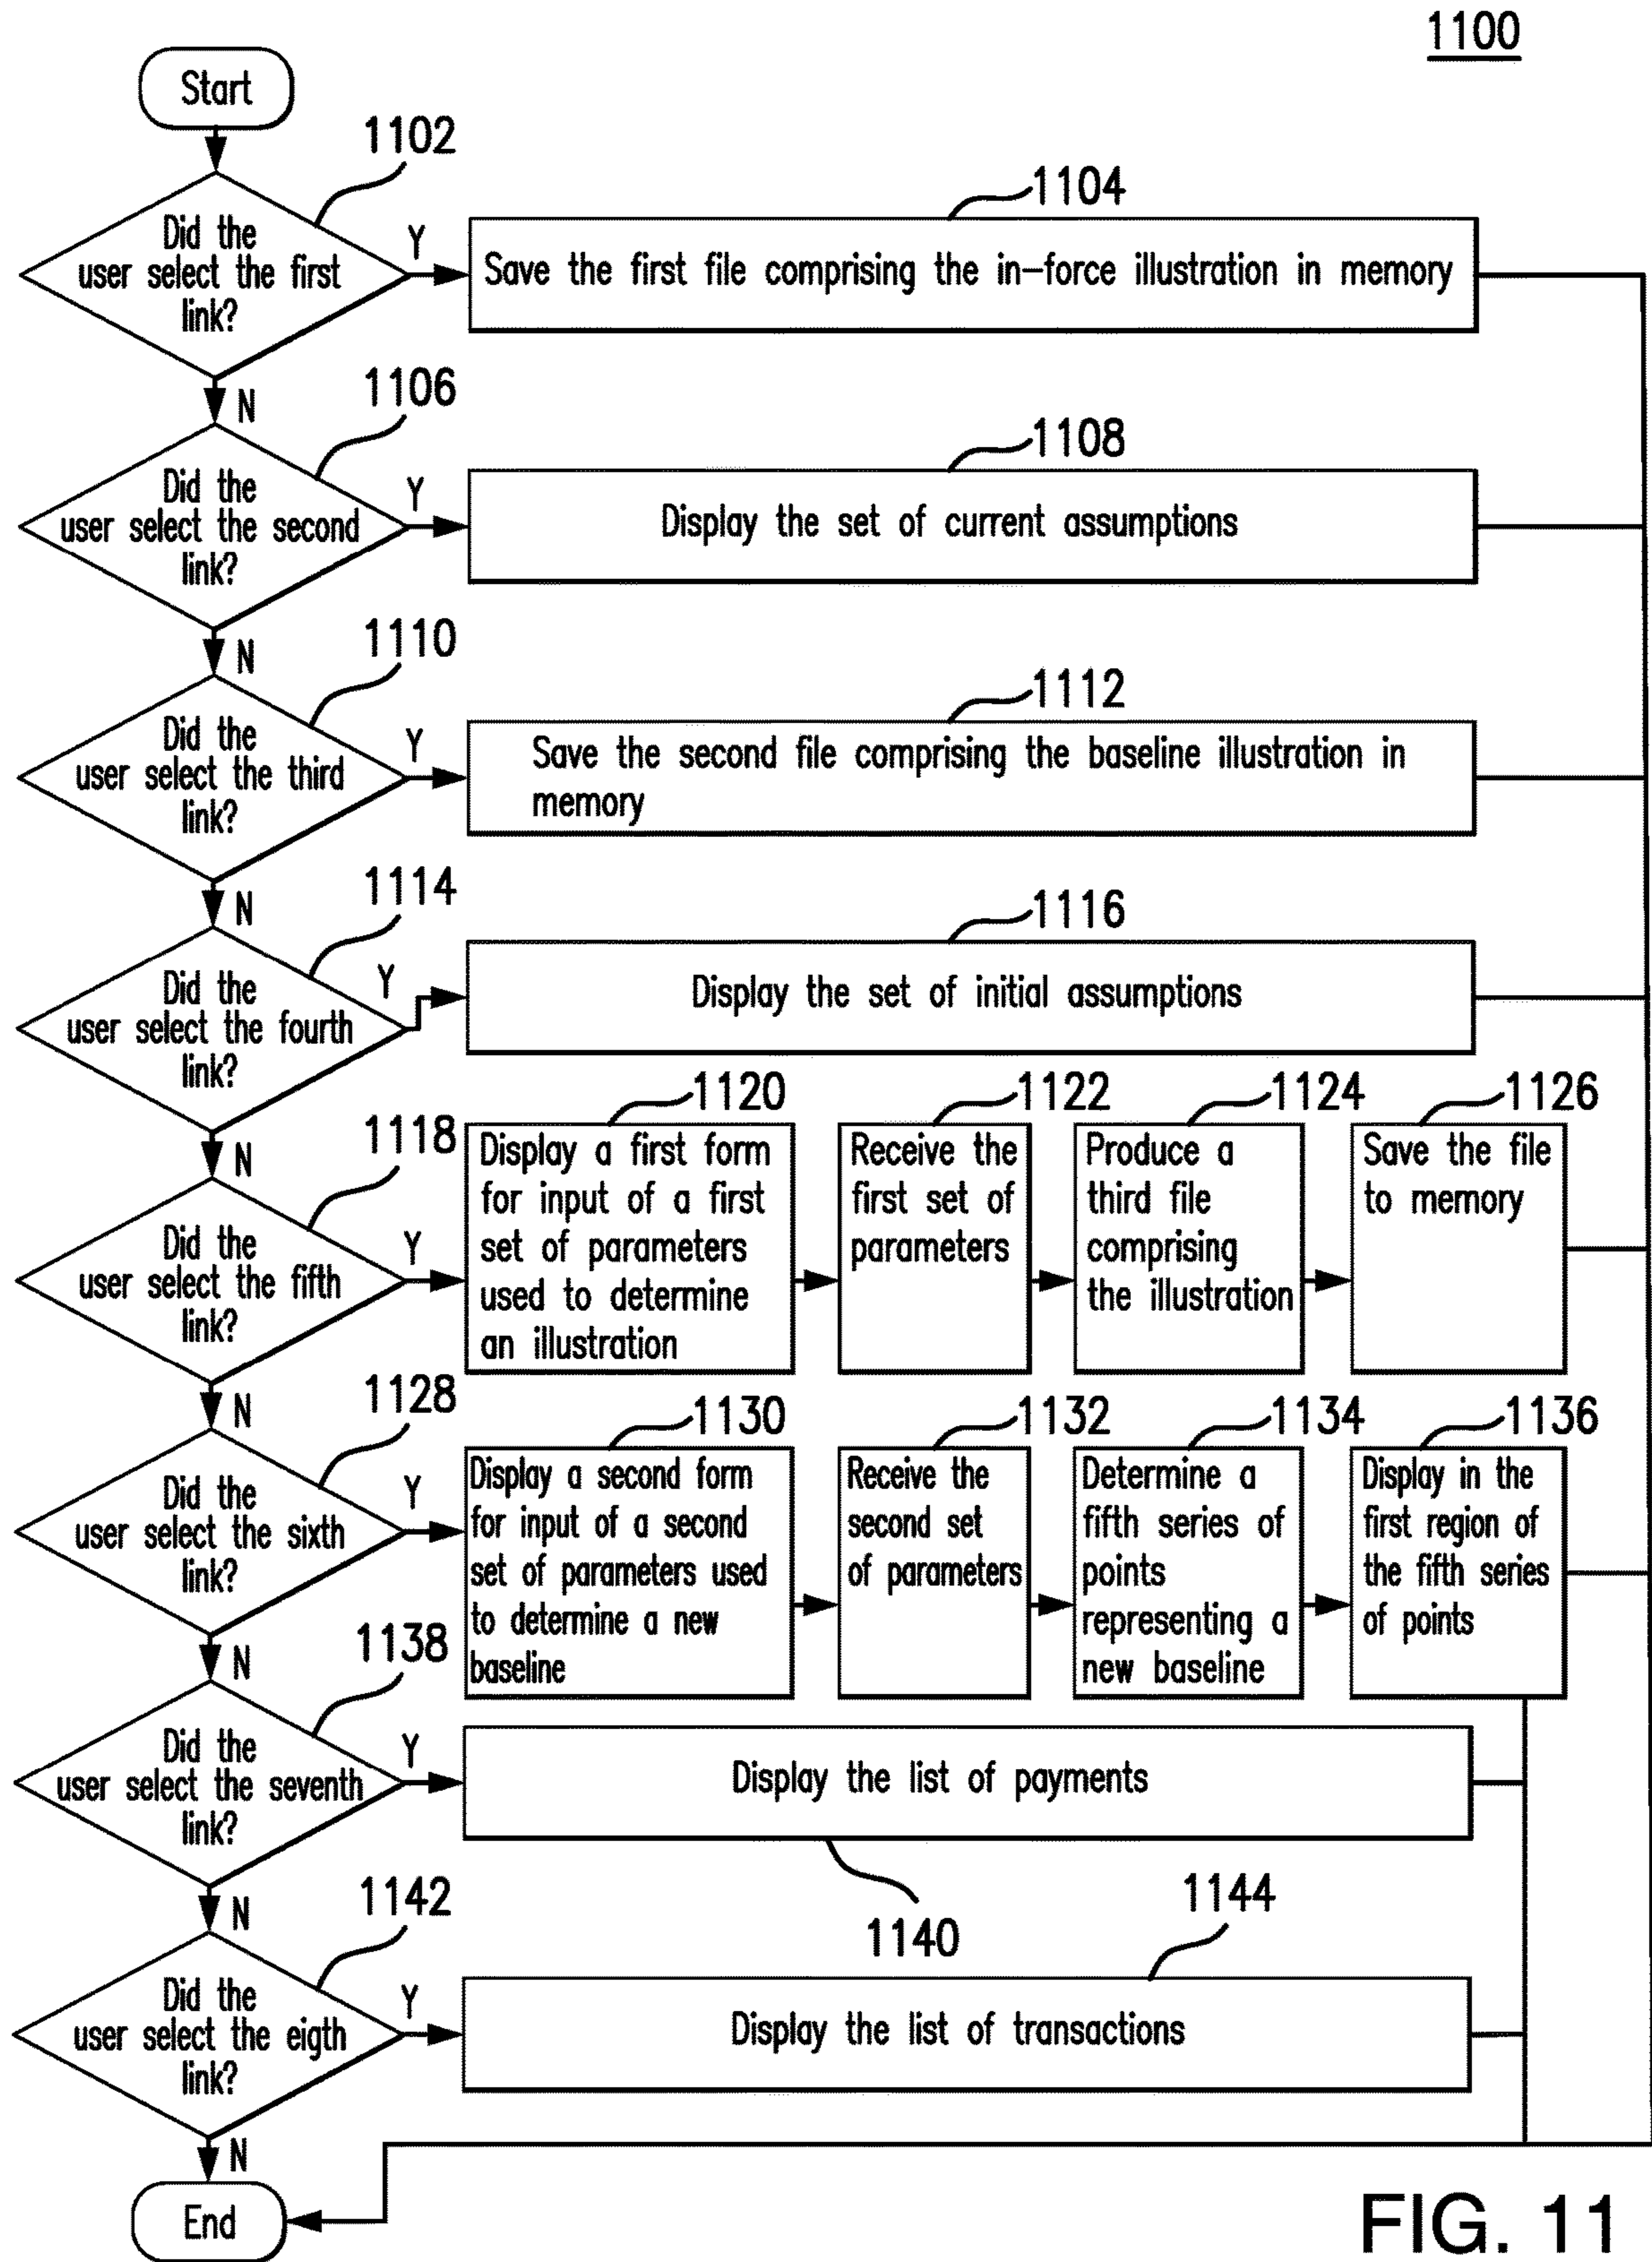 1100
Start
1102
Did the
user select the first
link?
Y
N
1104
Save the first file comprising the in-force illustration in memory
1106
Did the
user select the second
link?
Y
N
1108
Display the set of current assumptions
1110
Did the
user select the third
link?
Y
N
1112
Save the second file comprising the baseline illustration in
memory
1114
Did the
user select the fourth
link?
Y
N
1116
Display the set of initial assumptions
1118
Did the
user select the fifth
link?
Y
N
1120
Display a first form
for input of a first
set of parameters
used to determine
an illustration
1122
Receive the
first set of
parameters
1124
Produce a
third file
comprising
the illustration
1126
Save the file
to memory
1128
Did the
user select the sixth
link?
Y
N
1130
Display a second form
for input of a second
set of parameters used
to determine a new
baseline
1132
Receive the
second set
of parameters
1134
Determine a
fifth series of
points
representing a
new baseline
1136
Display in the
first region of
the fifth series
of points
1138
Did the
user select the seventh
link?
Y
N
Display the list of payments
1140
1142
Did the
user select the eigth
link?
Y
N
1144
Display the list of transactions
End
FIG. 11